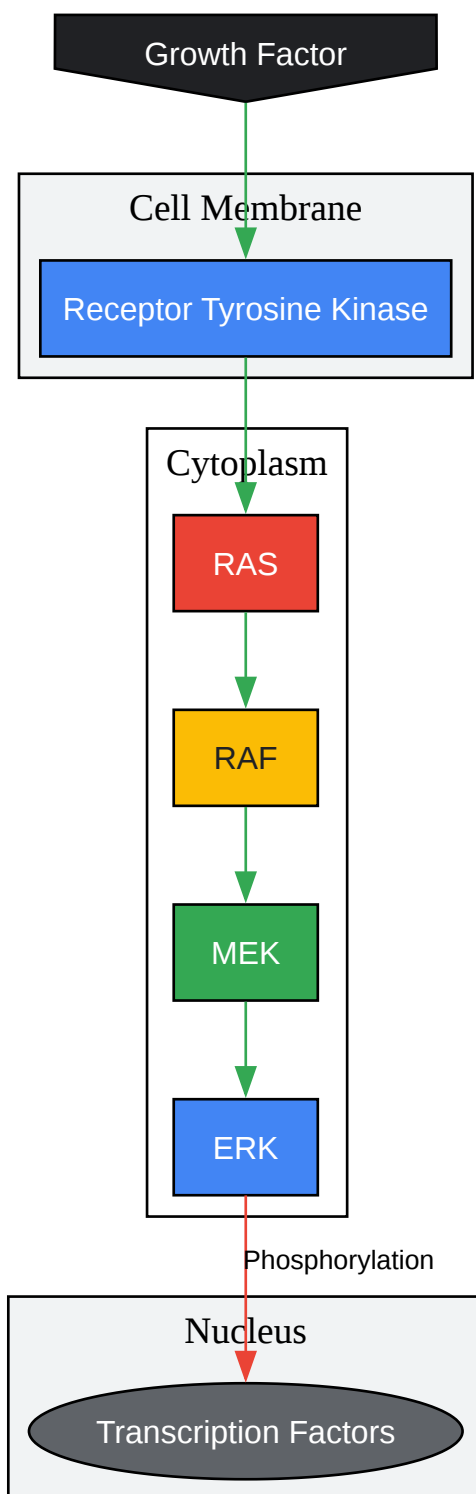 Growth Factor
Cell Membrane
Receptor Tyrosine Kinase
Cytoplasm
RAS
RAF
MEK
ERK
Phosphorylation
Nucleus
Transcription Factors